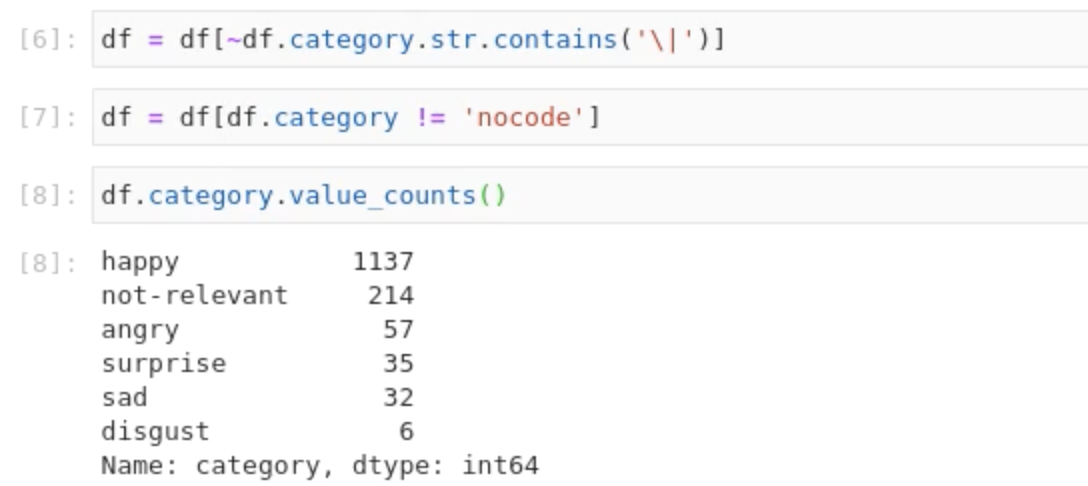 [6]: df = df[~df.category.str.contains('\|')]
[7]: df = df[df.category != 'nocode']
[8]: df.category.value_counts()
[8]: happy           1137
not-relevant     214
angry             57
surprise          35
sad               32
disgust            6
Name: category, dtype: int64